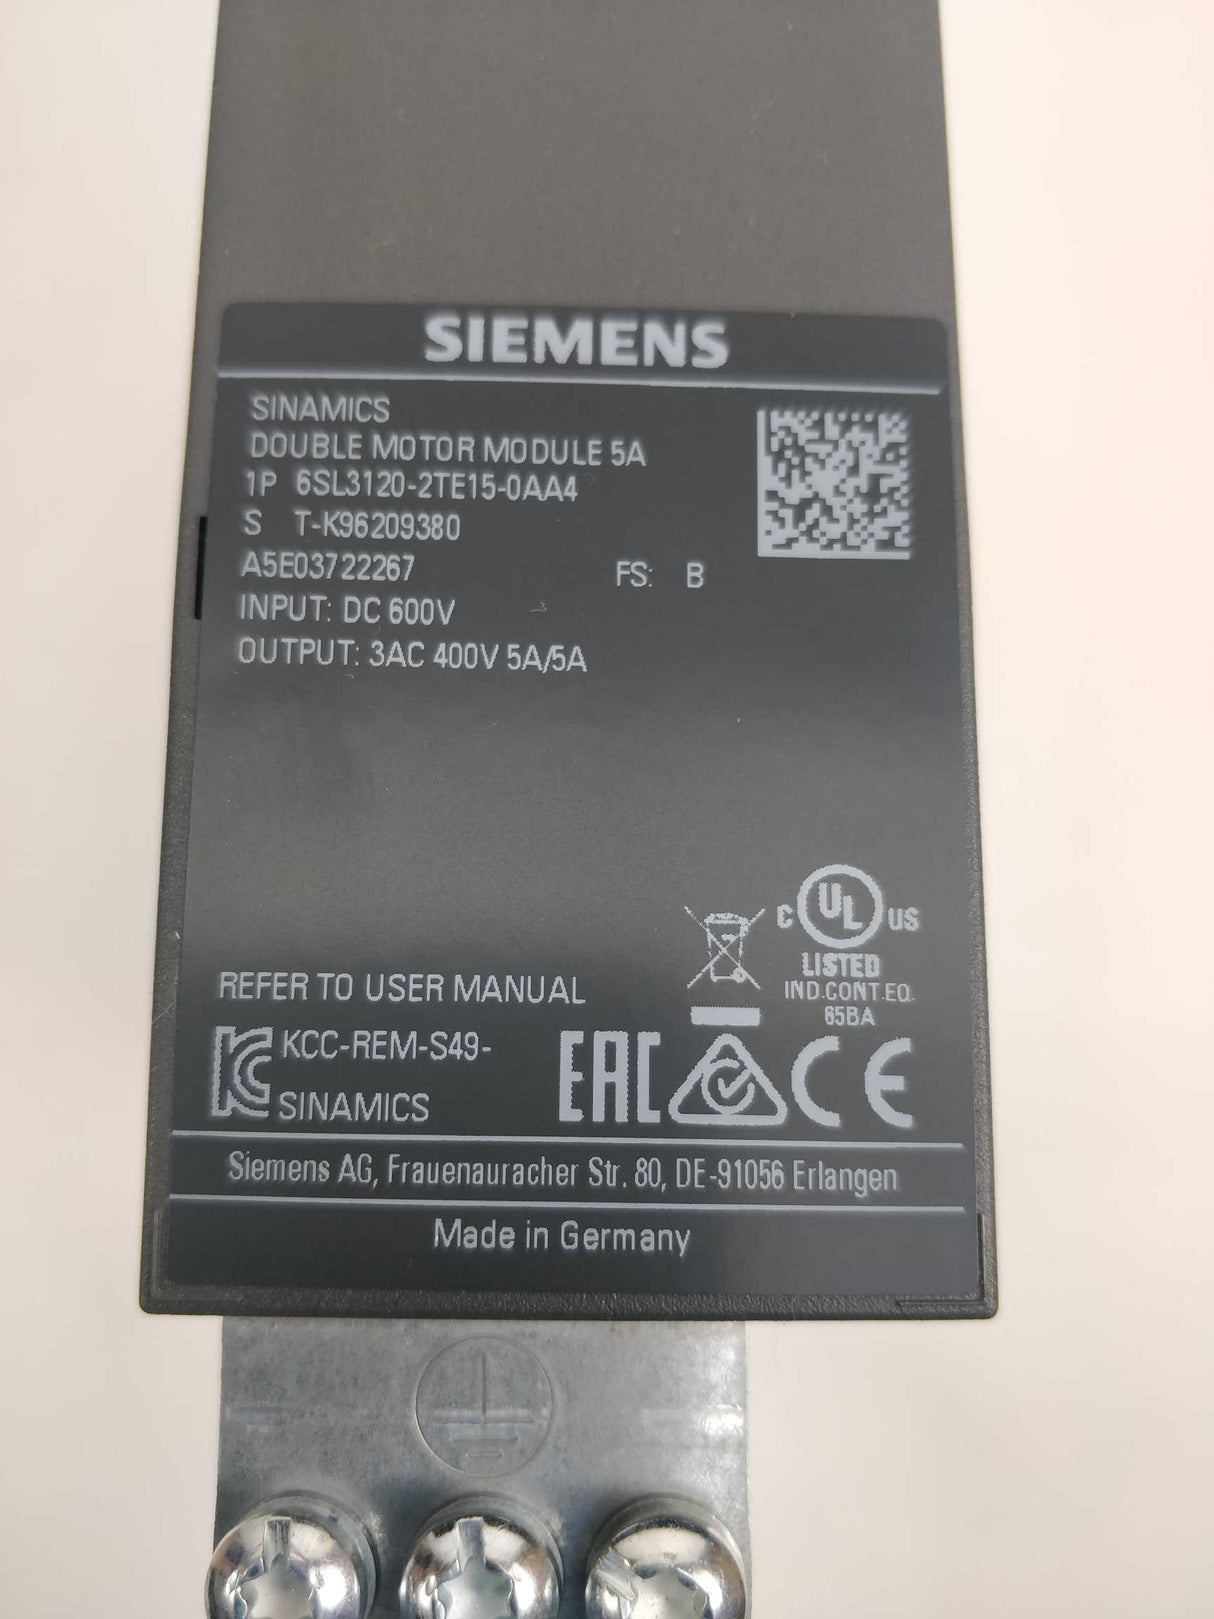 SIEMENS
SINAMICS
DOUBLE MOTOR MODULE 5A
1P 6SL3120-2TE15-0AA4
S T-K96209380
A5E03722267 FS: B
INPUT: DC 600V
OUTPUT: 3AC 400V 5A/5A
C UL US
LISTED
IND.CONT.EQ.
65BA
REFER TO USER MANUAL
KCC-REM-S49-
SINAMICS
EAC CE
Siemens AG, Frauenauracher Str. 80, DE-91056 Erlangen
Made in Germany